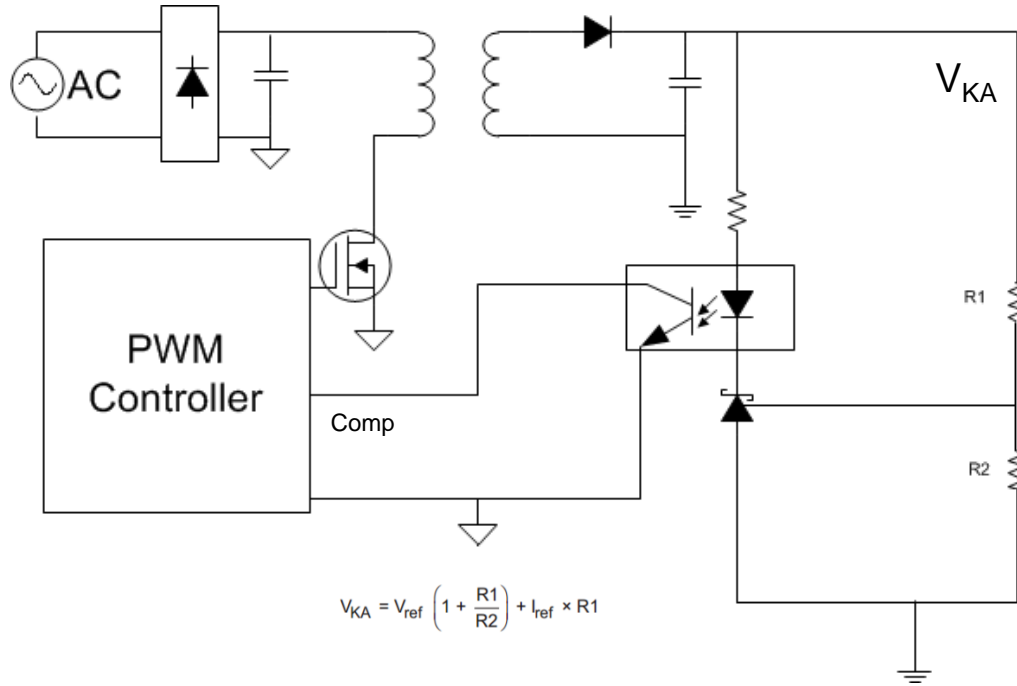 AC
V_KA
R1
PWM
Controller
Comp
R2
V_KA = V_ref (1 + R1/R2) + I_ref × R1